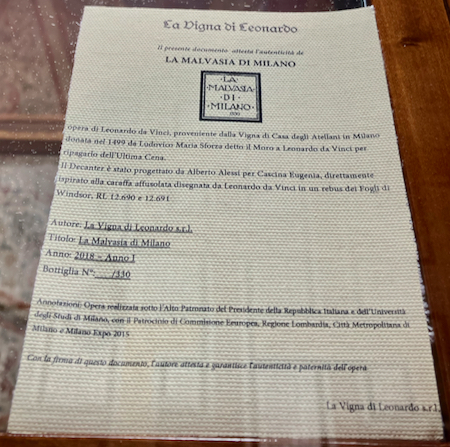 La Vigna di Leonardo
Il presente documento attesta l'autenticità de
LA MALVASIA DI MILANO
·LA·
MALVASIA
·DI·
MILANO
opera di Leonardo da Vinci, proveniente dalla Vigna di Casa degli Atellani in Milano
donata nel 1499 da Ludovico Maria Sforza detto il Moro a Leonardo da Vinci per
ripagarlo dell'Ultima Cena.
Il Decanter è stato progettato da Alberto Alessi per Cascina Eugenia, direttamente
ispirato alla caraffa affusolata disegnata da Leonardo da Vinci in un rebus dei Fogli di
Windsor, RL 12.690 e 12.691
Autore: La Vigna di Leonardo s.r.l.
Titolo: La Malvasia di Milano
Anno: 2018 – Anno I
Bottiglia N°: ___/330
Annotazioni: Opera realizzata sotto l'Alto Patronato del Presidente della Repubblica Italiana e dell'Università
degli Studi di Milano, con il Patrocinio di Commissione Eeuropea, Regione Lombardia, Città Metropolitana di
Milano e Milano Expo 2015
Con la firma di questo documento, l'autore attesta e garantisce l'autenticità e paternità dell'opera
La Vigna di Leonardo s.r.l.